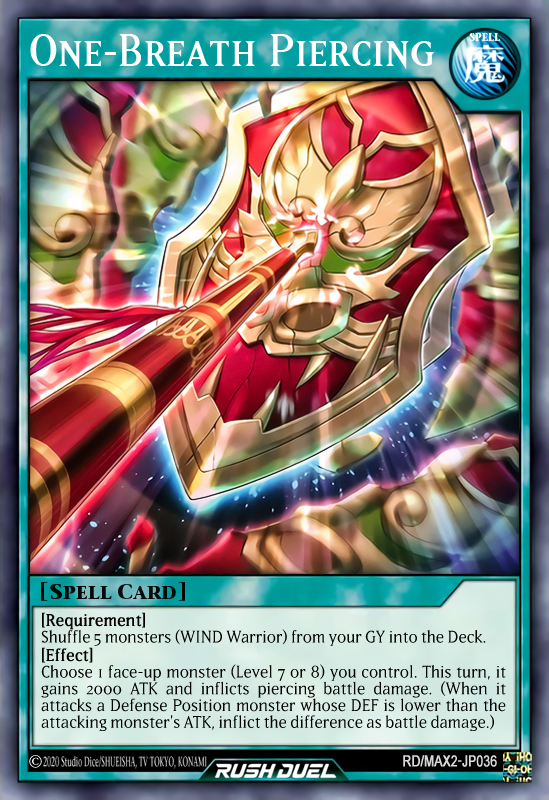 One-Breath Piercing
SPELL
魔
[Spell Card]
[Requirement]
Shuffle 5 monsters (WIND Warrior) from your GY into the Deck.
[Effect]
Choose 1 face-up monster (Level 7 or 8) you control. This turn, it
gains 2000 ATK and inflicts piercing battle damage. (When it
attacks a Defense Position monster whose DEF is lower than the
attacking monster's ATK, inflict the difference as battle damage.)
©2020 Studio Dice/SHUEISHA, TV TOKYO, KONAMI
RUSH DUEL
RD/MAX2-JP036